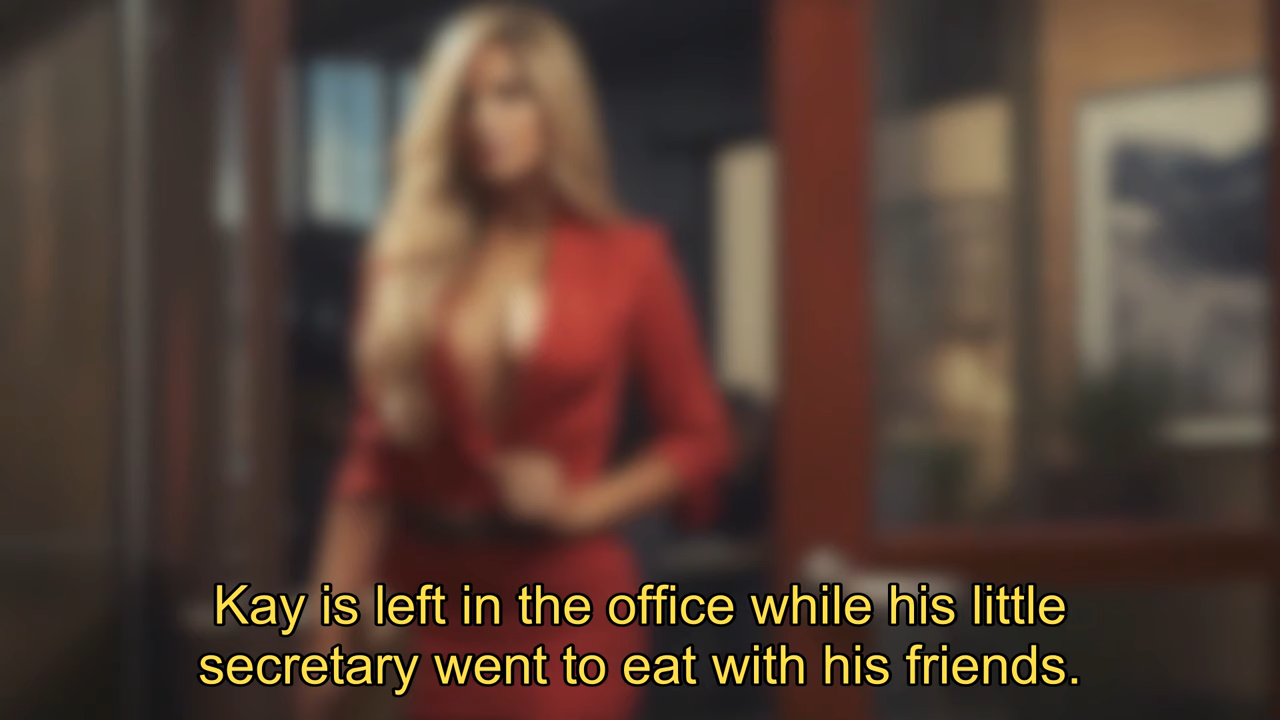 Kay is left in the office while his little
secretary went to eat with his friends.